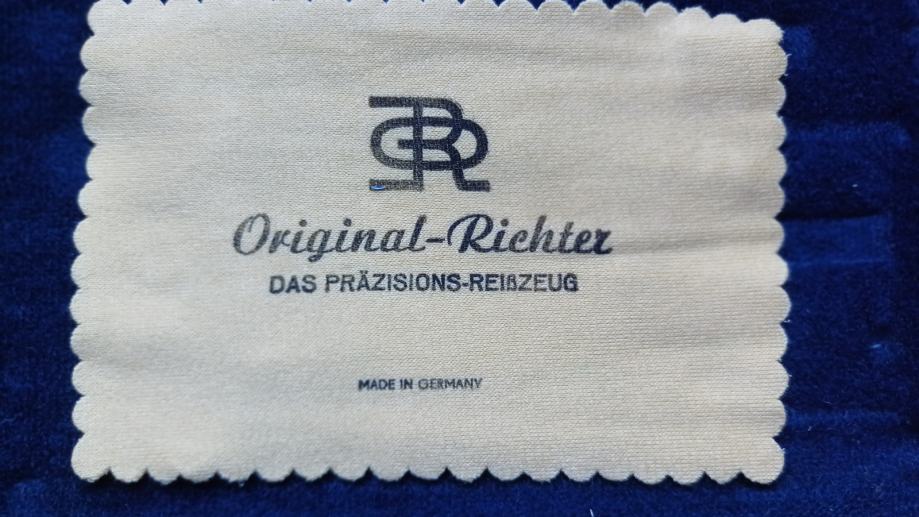 Original-Richter
DAS PRÄZISIONS-REIßZEUG
MADE IN GERMANY